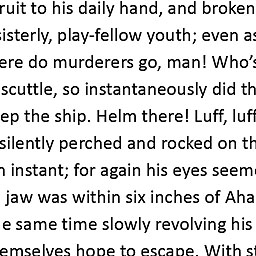 ruit to his daily hand, and broken
sisterly, play-fellow youth; even as
ere do murderers go, man! Who's
scuttle, so instantaneously did th
ep the ship. Helm there! Luff, luff
silently perched and rocked on th
n instant; for again his eyes seem
jaw was within six inches of Aha
e same time slowly revolving his
emselves hope to escape. With st